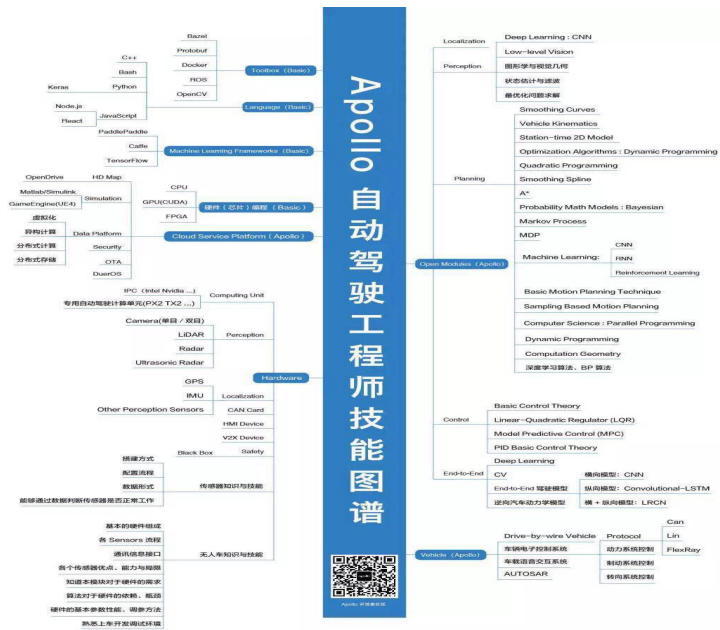 Apollo 自动驾驶工程师技能图谱
Apollo 开发者社区
Toolbox（Basic）
Bazel
Protobuf
Docker
ROS
OpenCV
Language（Basic）
C++
Bash
Python
Keras
JavaScript
Node.js
React
Machine Learning Frameworks（Basic）
PaddlePaddle
Caffe
TensorFlow
硬件（芯片）编程（Basic）
CPU
GPU(CUDA)
FPGA
Cloud Service Platform（Apollo）
HD Map
OpenDrive
Simulation
Matlab/Simulink
GameEngine(UE4)
Data Platform
虚拟化
异构计算
分布式计算
分布式存储
Security
OTA
DuerOS
Hardware
Computing Unit
IPC（Intel Nvidia ...）
专用自动驾驶计算单元(PX2 TX2 ...)
Perception
Camera(单目 / 双目)
LiDAR
Radar
Ultrasonic Radar
Localization
GPS
IMU
Other Perception Sensors
CAN Card
HMI Device
V2X Device
Safety
Black Box
传感器知识与技能
搭建方式
配置流程
数据形式
能够通过数据判断传感器是否正常工作
无人车知识与技能
基本的硬件组成
各 Sensors 流程
通讯信息接口
各个传感器优点、能力与局限
知道本模块对于硬件的需求
算法对于硬件的依赖、瓶颈
硬件的基本参数性能、调参方法
熟悉上车开发调试环境
Open Modules（Apollo）
Localization
Perception
Deep Learning : CNN
Low-level Vision
图形学与视觉几何
状态估计与滤波
最优化问题求解
Planning
Smoothing Curves
Vehicle Kinematics
Station-time 2D Model
Optimization Algorithms : Dynamic Programming
Quadratic Programming
Smoothing Spline
A*
Probability Math Models : Bayesian
Markov Process
MDP
Machine Learning:
CNN
RNN
Reinforcement Learning
Basic Motion Planning Technique
Sampling Based Motion Planning
Computer Science : Parallel Programming
Dynamic Programming
Computation Geometry
深度学习算法、BP 算法
Control
Basic Control Theory
Linear-Quadratic Regulator (LQR)
Model Predictive Control (MPC)
PID Basic Control Theory
End-to-End
Deep Learning
CV
End-to-End 驾驶模型
逆向汽车动力学模型
横向模型：CNN
纵向模型：Convolutional-LSTM
横 + 纵向模型：LRCN
Vehicle（Apollo）
Drive-by-wire Vehicle
车辆电子控制系统
车载语音交互系统
AUTOSAR
Protocol
动力系统控制
制动系统控制
转向系统控制
Can
Lin
FlexRay